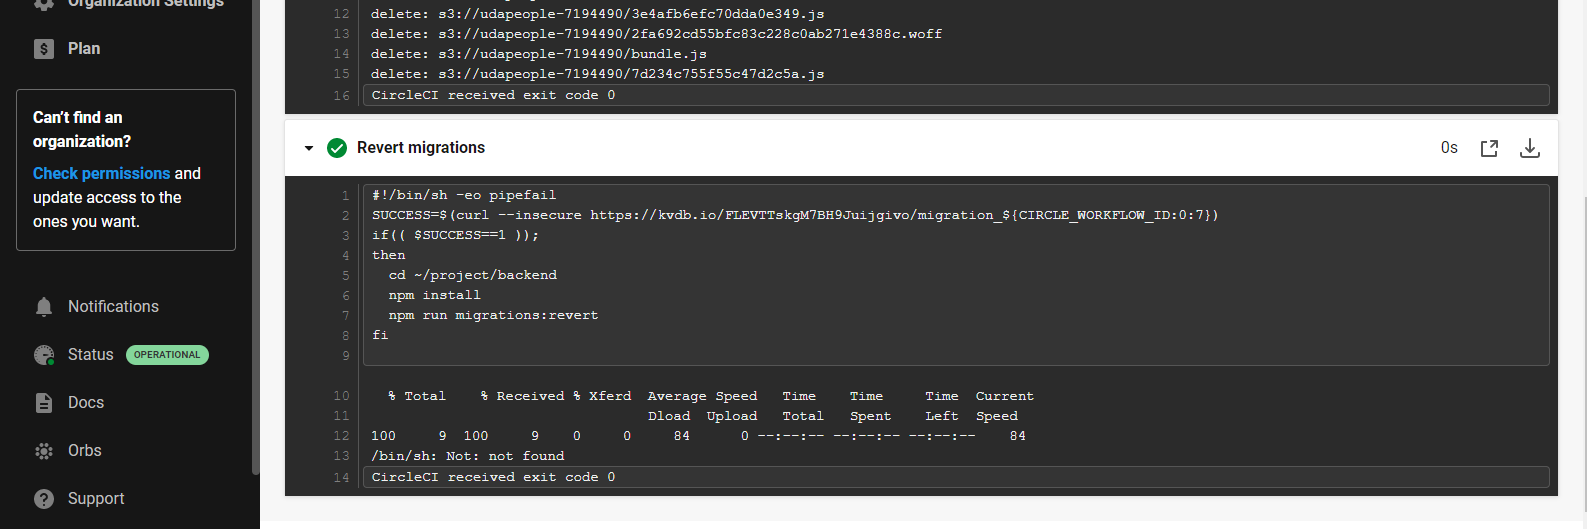 Organization Settings
Plan
Can't find an
organization?
Check permissions and
update access to the
ones you want.
Notifications
Status OPERATIONAL
Docs
Orbs
Support
12 delete: s3://udapeople-7194490/3e4afb6efc70dda0e349.js
13 delete: s3://udapeople-7194490/2fa692cd55bfc83c228c0ab271e4388c.woff
14 delete: s3://udapeople-7194490/bundle.js
15 delete: s3://udapeople-7194490/7d234c755f55c47d2c5a.js
16 CircleCI received exit code 0
Revert migrations 0s
1 #!/bin/sh -eo pipefail
2 SUCCESS=$(curl --insecure https://kvdb.io/FLEVTTskgM7BH9Juijgivo/migration_${CIRCLE_WORKFLOW_ID:0:7})
3 if(( $SUCCESS==1 ));
4 then
5 cd ~/project/backend
6 npm install
7 npm run migrations:revert
8 fi
9
10 % Total % Received % Xferd Average Speed Time Time Time Current
11 Dload Upload Total Spent Left Speed
12 100 9 100 9 0 0 84 0 --:--:-- --:--:-- --:--:-- 84
13 /bin/sh: Not: not found
14 CircleCI received exit code 0